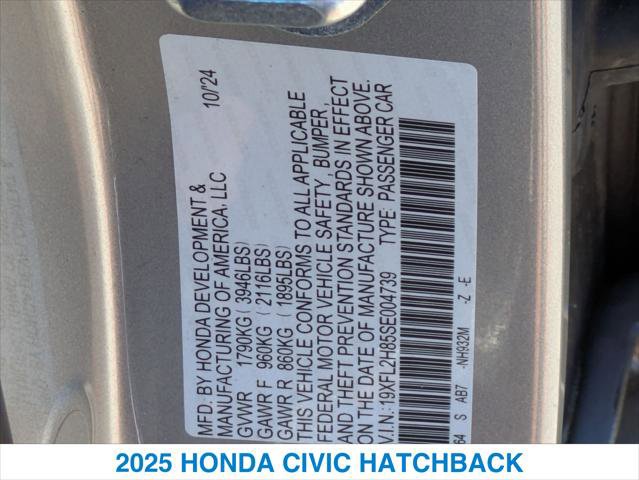 MFD. BY HONDA DEVELOPMENT & 10/'24
MANUFACTURING OF AMERICA, LLC
GVWR 1790KG ( 3946LBS)
GAWR F 960KG ( 2116LBS)
GAWR R 860KG ( 1895LBS)
THIS VEHICLE CONFORMS TO ALL APPLICABLE
FEDERAL MOTOR VEHICLE SAFETY, BUMPER,
AND THEFT PREVENTION STANDARDS IN EFFECT
ON THE DATE OF MANUFACTURE SHOWN ABOVE.
V.I.N.: 19XFL2H85SE004739 TYPE: PASSENGER CAR
64 S AB7 -NH932M -Z -E
2025 HONDA CIVIC HATCHBACK